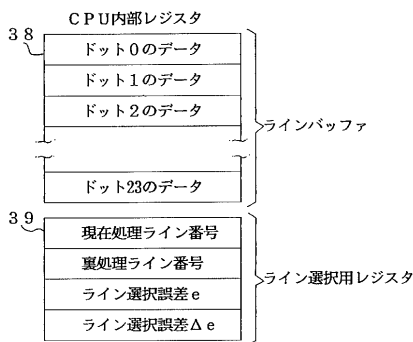 CPU内部レジスタ
38
ドット0のデータ
ドット1のデータ
ドット2のデータ
ラインバッファ
ドット23のデータ
39
現在処理ライン番号
裏処理ライン番号
ライン選択誤差e
ライン選択用レジスタ
ライン選択誤差Δe